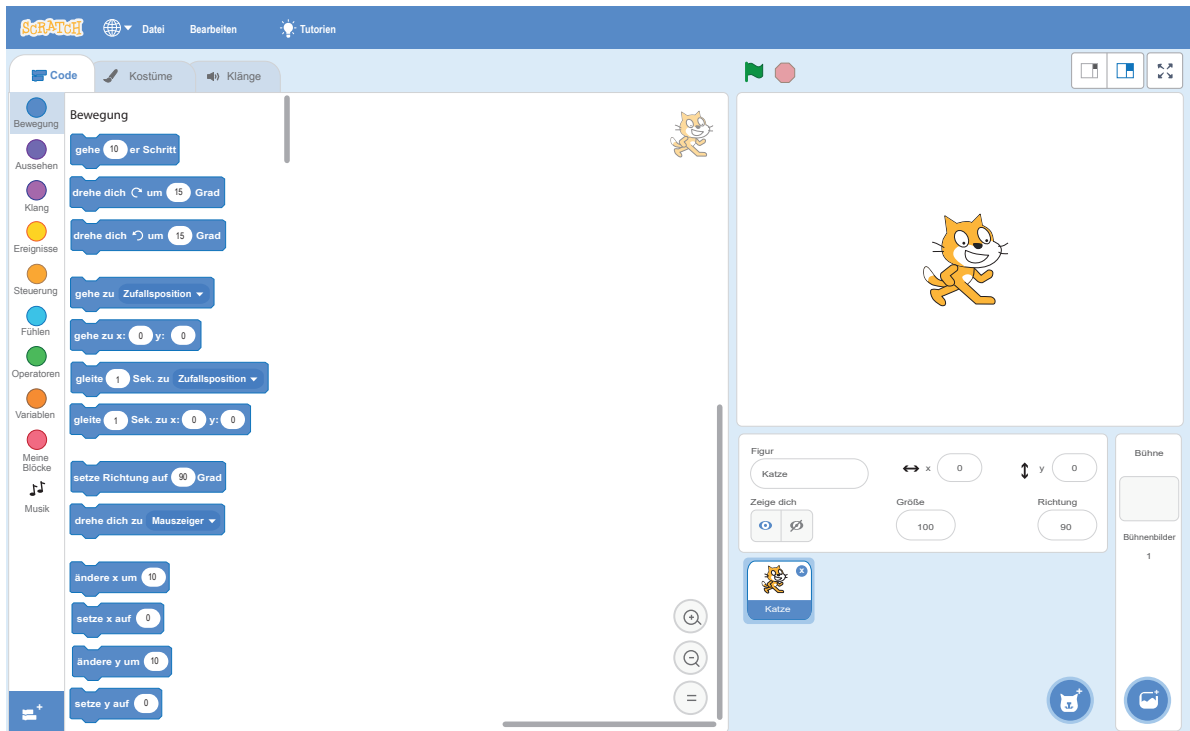 SCRATCH Datei Bearbeiten Tutorien
Code Kostüme Klänge
Bewegung
Aussehen
Klang
Ereignisse
Steuerung
Fühlen
Operatoren
Variablen
Meine
Blöcke
Musik
Bewegung
gehe 10 er Schritt
drehe dich um 15 Grad
drehe dich um 15 Grad
gehe zu Zufallsposition
gehe zu x: 0 y: 0
gleite 1 Sek. zu Zufallsposition
gleite 1 Sek. zu x: 0 y: 0
setze Richtung auf 90 Grad
drehe dich zu Mauszeiger
ändere x um 10
setze x auf 0
ändere y um 10
setze y auf 0
Figur
Katze x 0 y 0
Zeige dich Größe Richtung
100 90
Katze
Bühne
Bühnenbilder
1